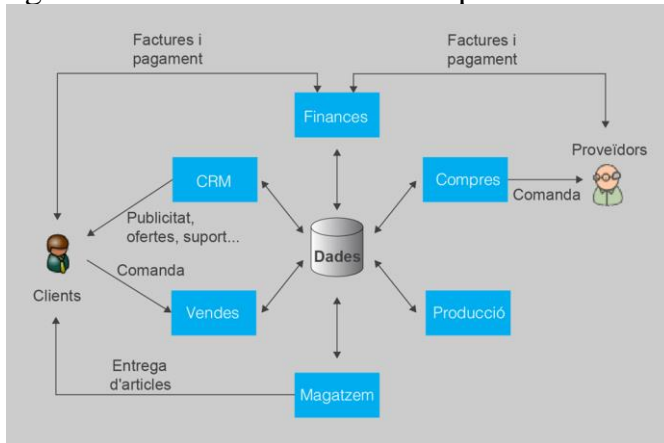 Factures i
pagament
Factures i
pagament
Finances
Proveïdors
CRM
Compres
Comanda
Publicitat,
ofertes, suport...
Dades
Comanda
Clients
Vendes
Producció
Entrega
d'articles
Magatzem